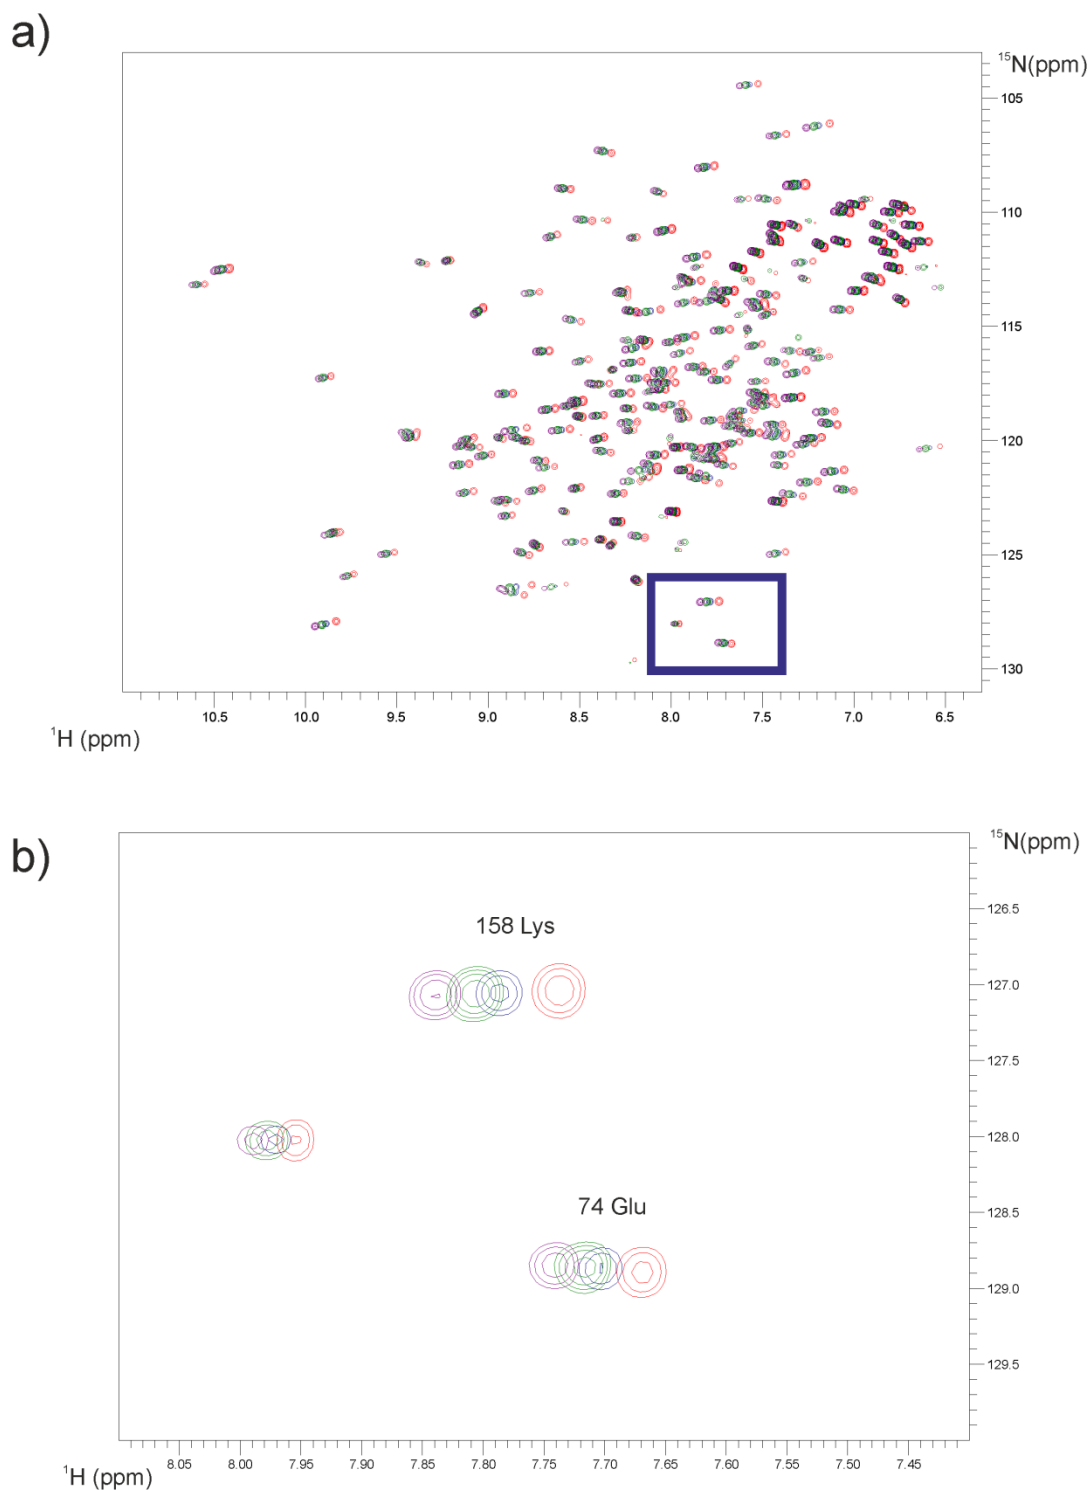 a)
¹⁵N(ppm)
105
110
115
120
125
130
10.5 10.0 9.5 9.0 8.5 8.0 7.5 7.0 6.5
¹H (ppm)
b)
¹⁵N(ppm)
158 Lys
126.5
127.0
127.5
128.0
74 Glu
128.5
129.0
129.5
8.05 8.00 7.95 7.90 7.85 7.80 7.75 7.70 7.65 7.60 7.55 7.50 7.45
¹H (ppm)